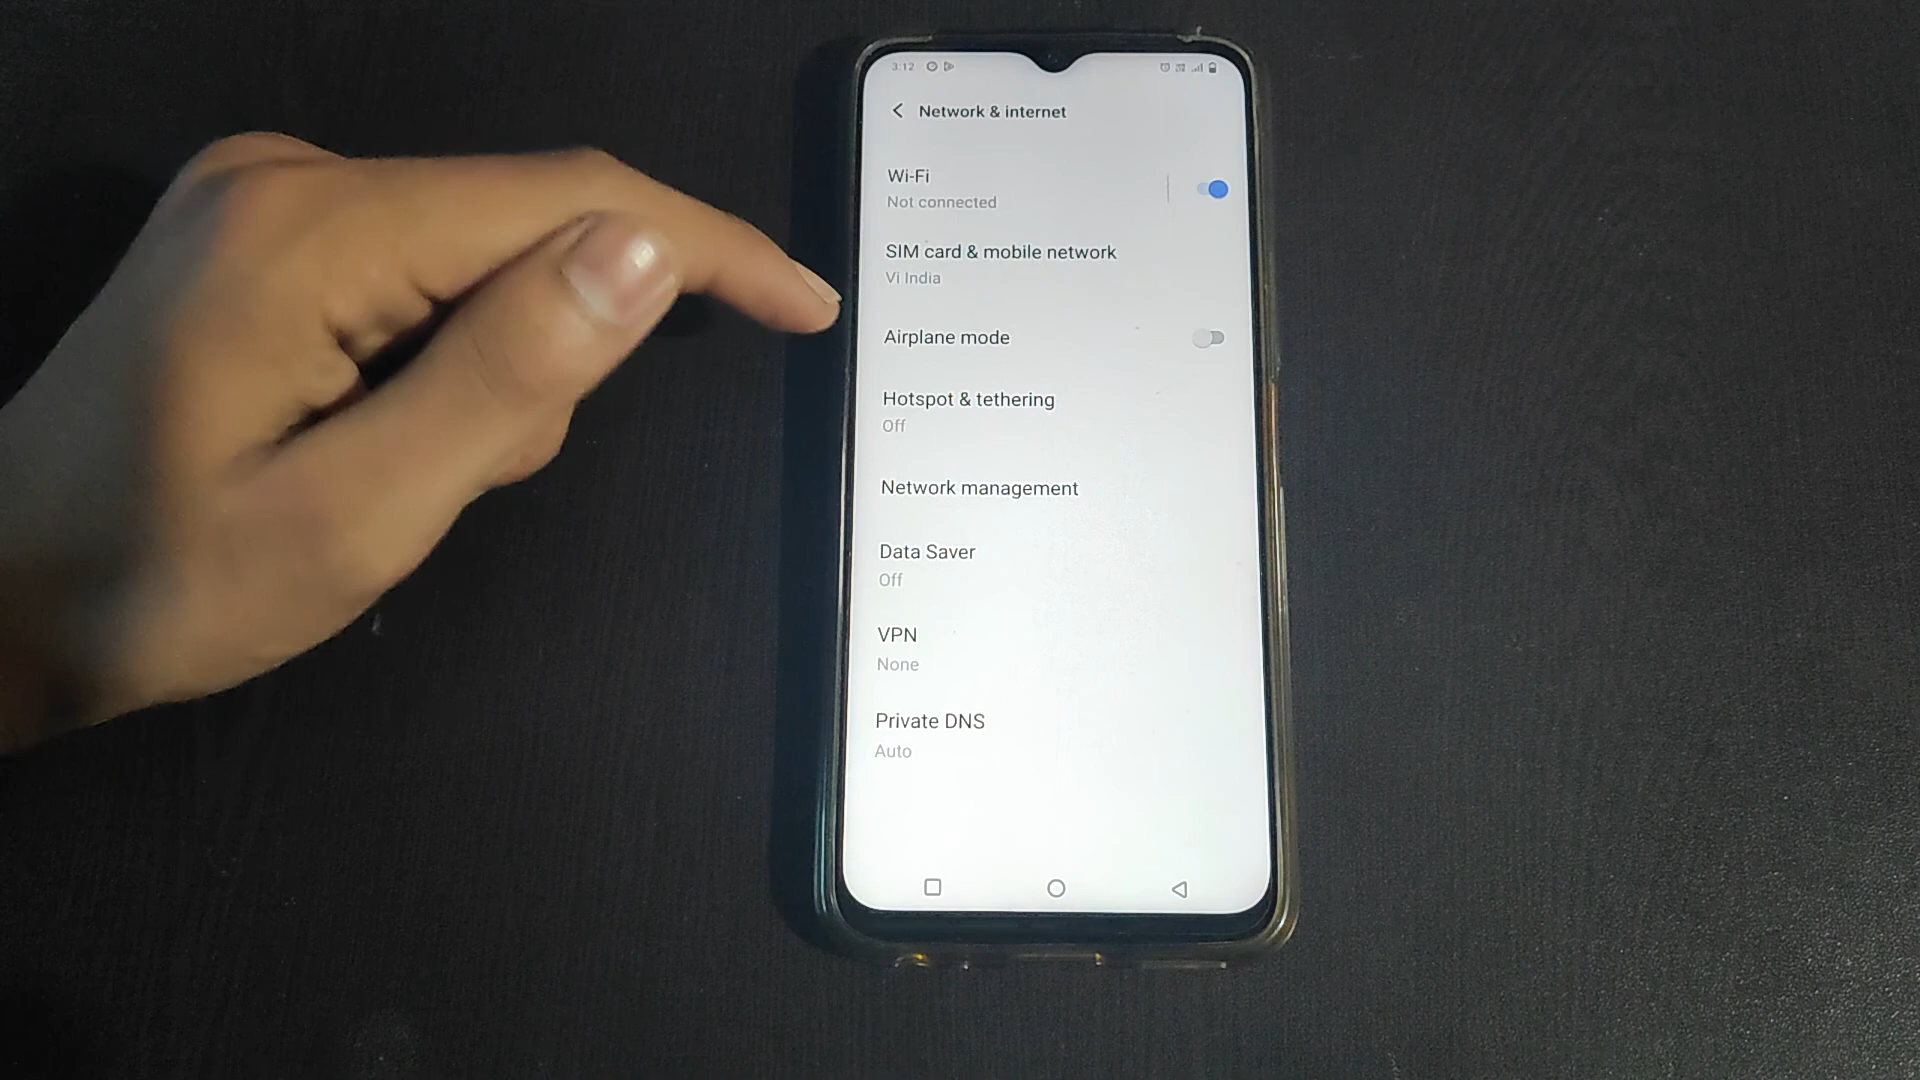 3:12
Network & internet
Wi-Fi
Not connected
SIM card & mobile network
Vi India
Airplane mode
Hotspot & tethering
Off
Network management
Data Saver
Off
VPN
None
Private DNS
Auto